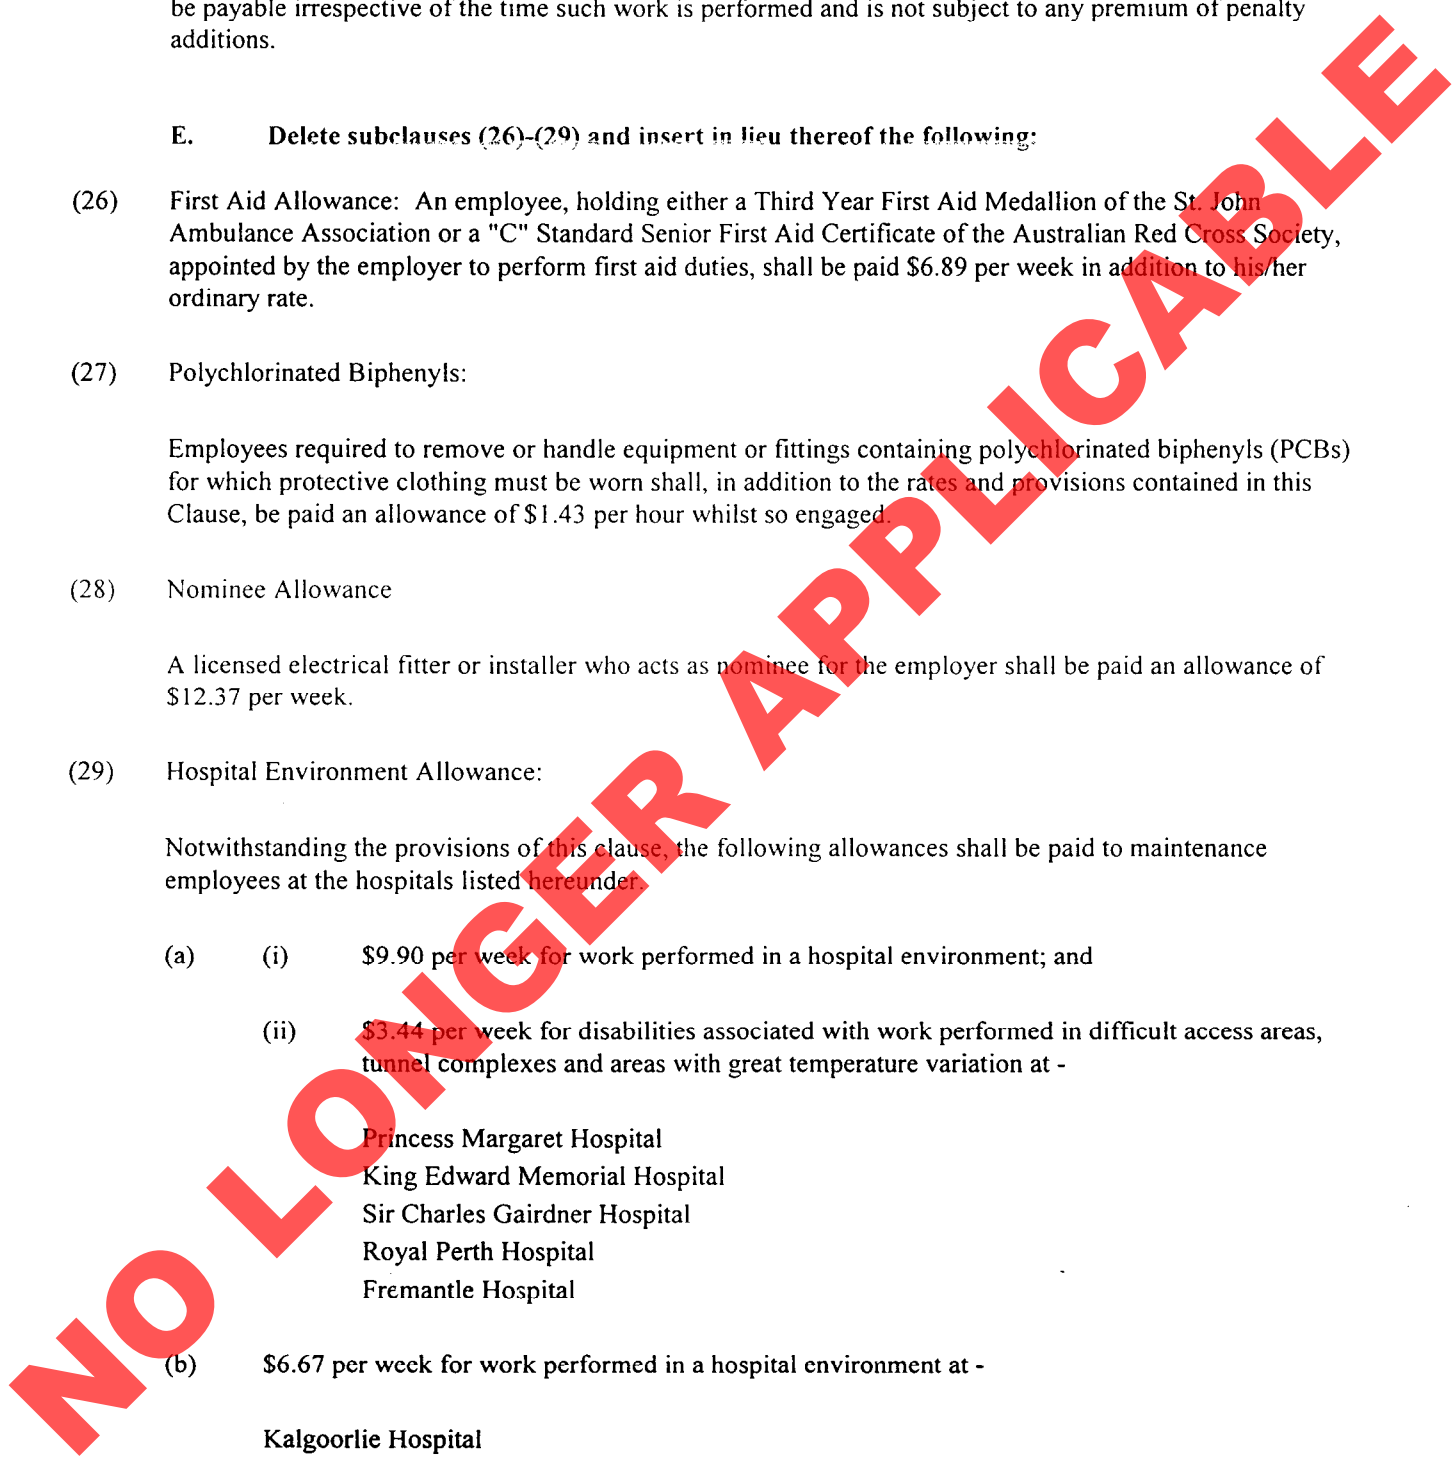 be payable irrespective of the time such work is performed and is not subject to any premium of penalty
additions.
E. Delete subclauses (26)-(29) and insert in lieu thereof the following:
(26) First Aid Allowance: An employee, holding either a Third Year First Aid Medallion of the St. John
Ambulance Association or a "C" Standard Senior First Aid Certificate of the Australian Red Cross Society,
appointed by the employer to perform first aid duties, shall be paid $6.89 per week in addition to his/her
ordinary rate.
(27) Polychlorinated Biphenyls:
Employees required to remove or handle equipment or fittings containing polychlorinated biphenyls (PCBs)
for which protective clothing must be worn shall, in addition to the rates and provisions contained in this
Clause, be paid an allowance of $1.43 per hour whilst so engaged.
(28) Nominee Allowance
A licensed electrical fitter or installer who acts as nominee for the employer shall be paid an allowance of
$12.37 per week.
(29) Hospital Environment Allowance:
Notwithstanding the provisions of this clause, the following allowances shall be paid to maintenance
employees at the hospitals listed hereunder.
(a) (i) $9.90 per week for work performed in a hospital environment; and
(ii) $3.44 per week for disabilities associated with work performed in difficult access areas,
tunnel complexes and areas with great temperature variation at -
Princess Margaret Hospital
King Edward Memorial Hospital
Sir Charles Gairdner Hospital
Royal Perth Hospital
Fremantle Hospital
(b) $6.67 per week for work performed in a hospital environment at -
Kalgoorlie Hospital
NO LONGER APPLICABLE